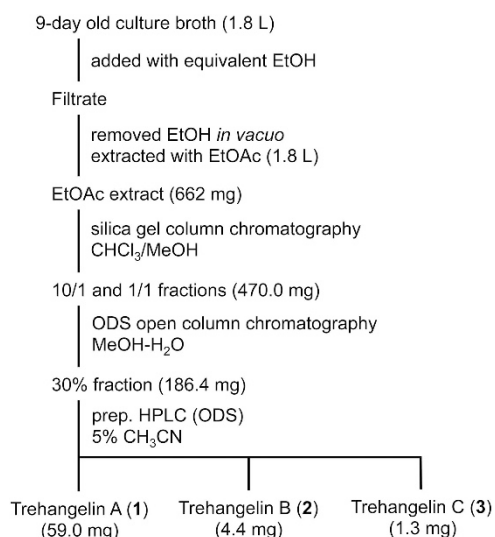 9-day old culture broth (1.8 L)
added with equivalent EtOH
Filtrate
removed EtOH in vacuo
extracted with EtOAc (1.8 L)
EtOAc extract (662 mg)
silica gel column chromatography
CHCl₃/MeOH
10/1 and 1/1 fractions (470.0 mg)
ODS open column chromatography
MeOH-H₂O
30% fraction (186.4 mg)
prep. HPLC (ODS)
5% CH₃CN
Trehangelin A (1)
(59.0 mg)
Trehangelin B (2)
(4.4 mg)
Trehangelin C (3)
(1.3 mg)